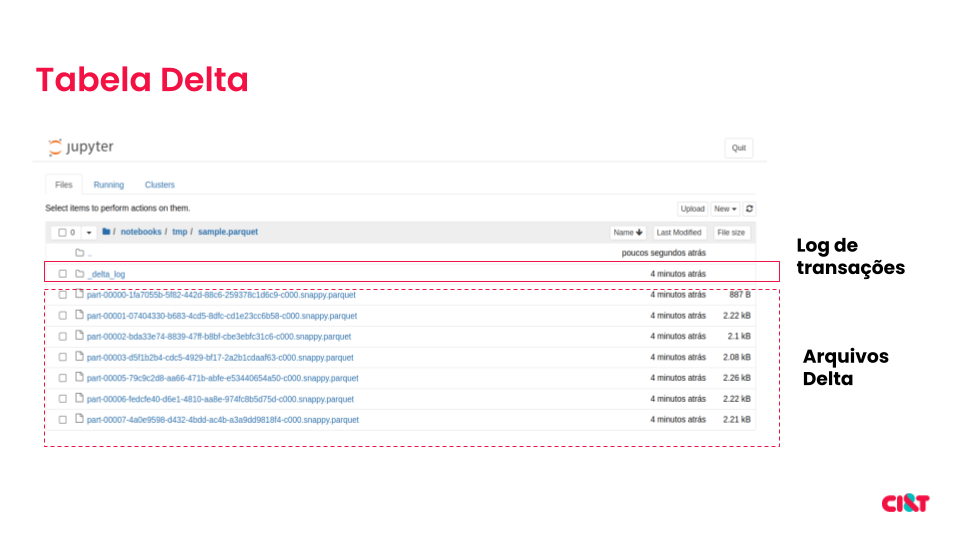 Tabela Delta
jupyter
Quit
Files Running Clusters
Select items to perform actions on them.
Upload New
0 / notebooks / tmp / sample.parquet Name Last Modified File size
.. poucos segundos atrás
_delta_log 4 minutos atrás
Log de
transações
part-00000-1fa7055b-5f82-442d-88c6-259378c1d6c9-c000.snappy.parquet 4 minutos atrás 887 B
part-00001-07404330-b683-4cd5-8dfc-cd1e23cc6b58-c000.snappy.parquet 4 minutos atrás 2.22 kB
part-00002-bda33e74-8839-47ff-b8bf-cbe3ebfc31c6-c000.snappy.parquet 4 minutos atrás 2.1 kB
part-00003-d5f1b2b4-cdc5-4929-bf17-2a2b1cdaaf63-c000.snappy.parquet 4 minutos atrás 2.08 kB
part-00005-79c9c2d8-aa66-471b-abfe-e53440654a50-c000.snappy.parquet 4 minutos atrás 2.26 kB
part-00006-fedcfe40-d6e1-4810-aa8e-974fc8b5d75d-c000.snappy.parquet 4 minutos atrás 2.22 kB
part-00007-4a0e9598-d432-4bdd-ac4b-a3a9dd9818f4-c000.snappy.parquet 4 minutos atrás 2.21 kB
Arquivos
Delta
CI&T